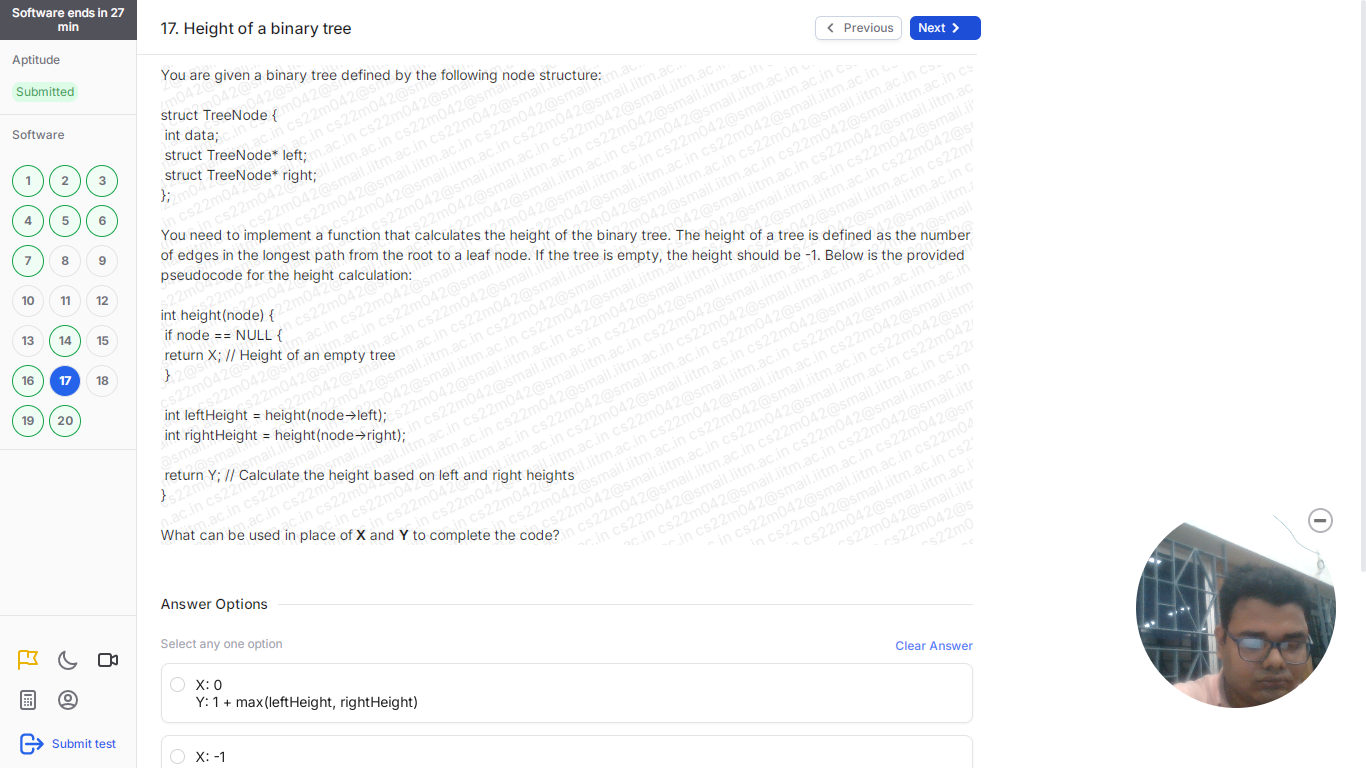 Software ends in 27
min
Aptitude
Submitted
Software
1 2 3
4 5 6
7 8 9
10 11 12
13 14 15
16 17 18
19 20
Submit test
17. Height of a binary tree
Previous
Next
You are given a binary tree defined by the following node structure:
struct TreeNode {
int data;
struct TreeNode* left;
struct TreeNode* right;
};
You need to implement a function that calculates the height of the binary tree. The height of a tree is defined as the number
of edges in the longest path from the root to a leaf node. If the tree is empty, the height should be -1. Below is the provided
pseudocode for the height calculation:
int height(node) {
if node == NULL {
return X; // Height of an empty tree
}
int leftHeight = height(node→left);
int rightHeight = height(node→right);
return Y; // Calculate the height based on left and right heights
}
What can be used in place of X and Y to complete the code?
Answer Options
Select any one option
Clear Answer
X: 0
Y: 1 + max(leftHeight, rightHeight)
X: -1
cs22m042@smail.iitm.ac.in